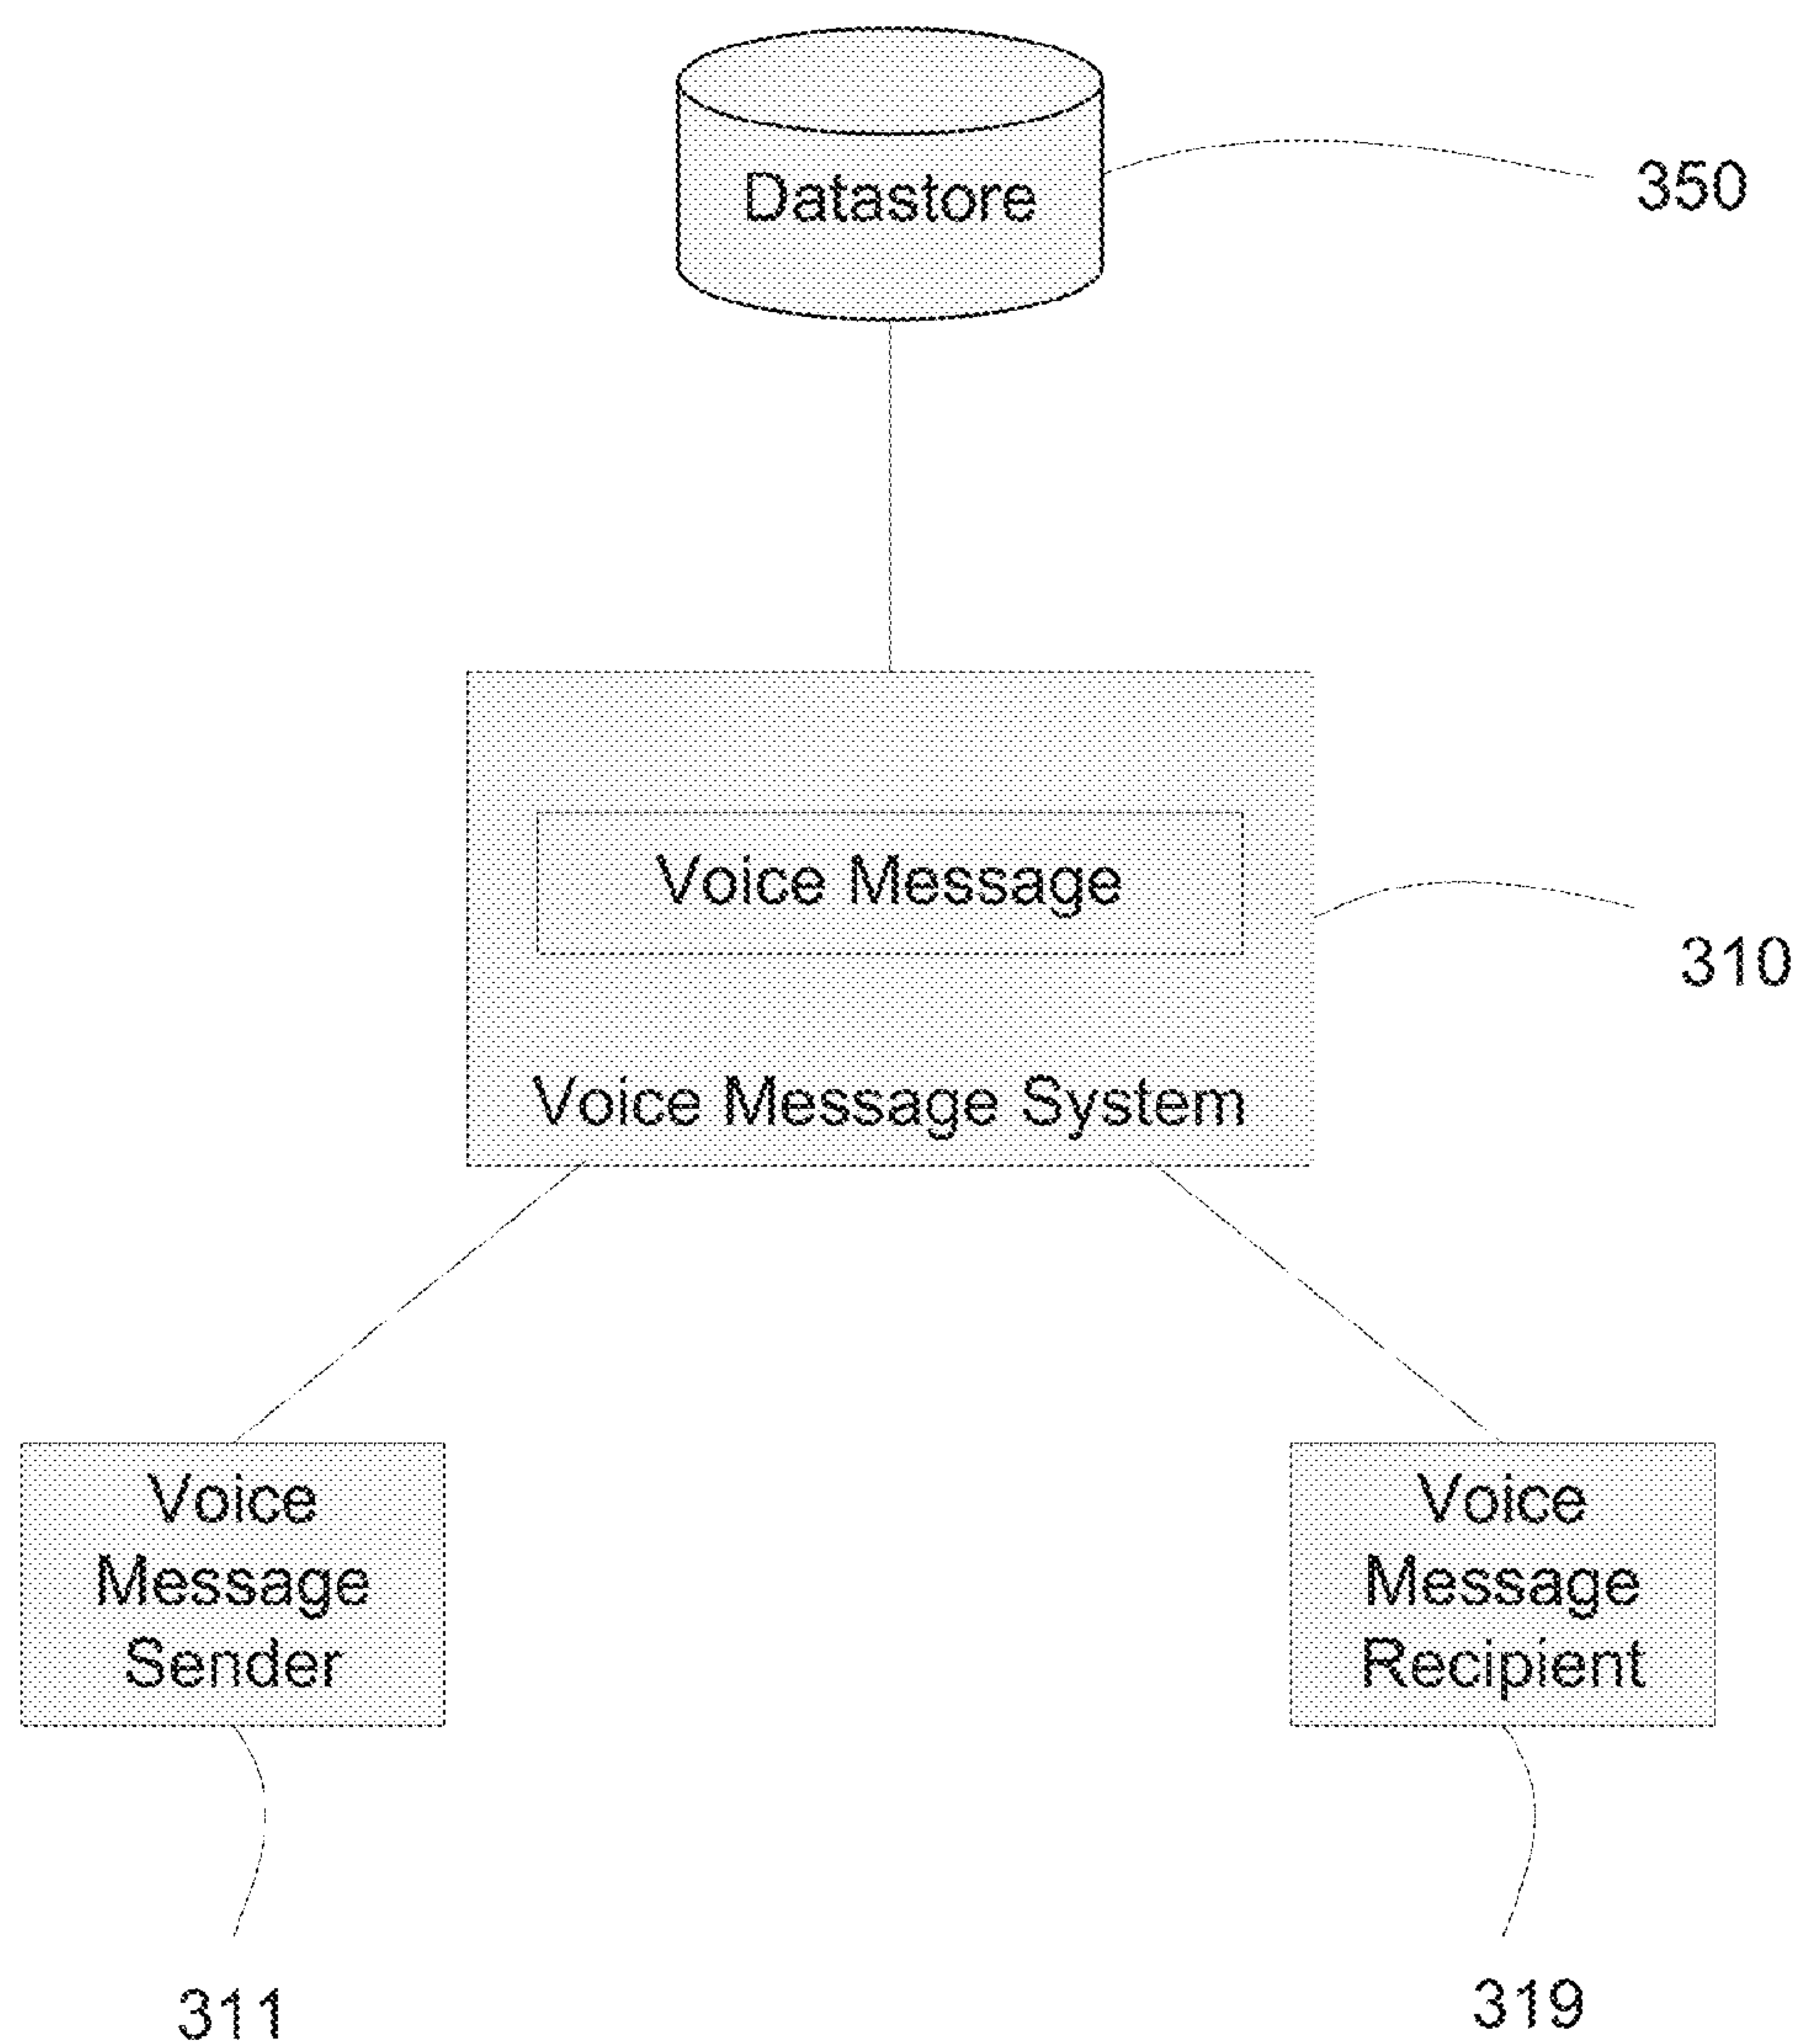 Datastore
350
Voice Message
310
Voice Message System
Voice
Message
Sender
Voice
Message
Recipient
311
319